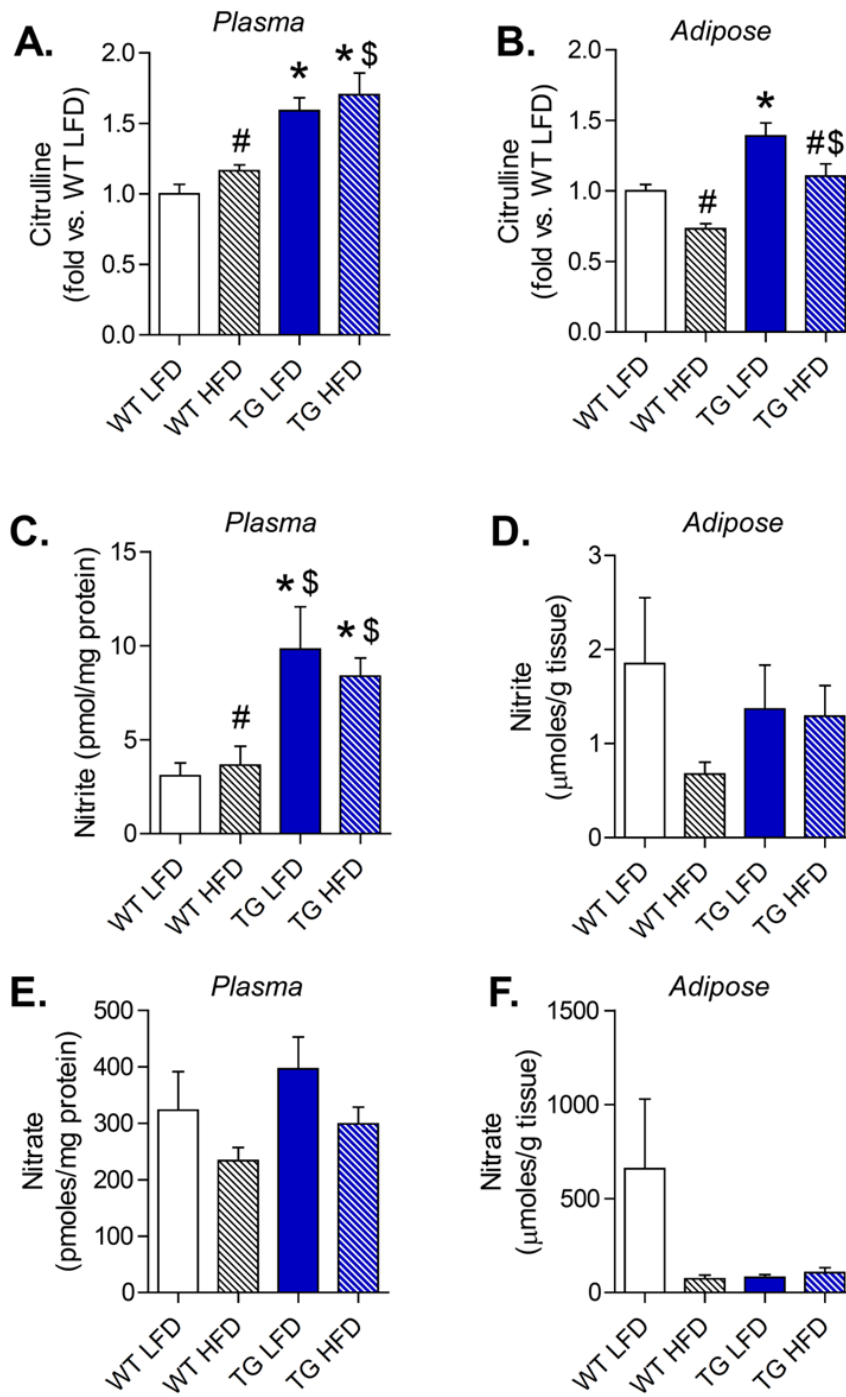 A.
Plasma
Citrulline
(fold vs. WT LFD)
2.0
1.5
1.0
0.5
0.0
#
*
* $
WT LFD
WT HFD
TG LFD
TG HFD
B.
Adipose
Citrulline
(fold vs. WT LFD)
2.0
1.5
1.0
0.5
0.0
#
*
#$
WT LFD
WT HFD
TG LFD
TG HFD
C.
Plasma
Nitrite (pmol/mg protein)
15
10
5
0
#
* $
* $
WT LFD
WT HFD
TG LFD
TG HFD
D.
Adipose
Nitrite
(μmoles/g tissue)
3
2
1
0
WT LFD
WT HFD
TG LFD
TG HFD
E.
Plasma
Nitrate
(pmoles/mg protein)
500
400
300
200
100
0
WT LFD
WT HFD
TG LFD
TG HFD
F.
Adipose
Nitrate
(μmoles/g tissue)
1500
1000
500
0
WT LFD
WT HFD
TG LFD
TG HFD